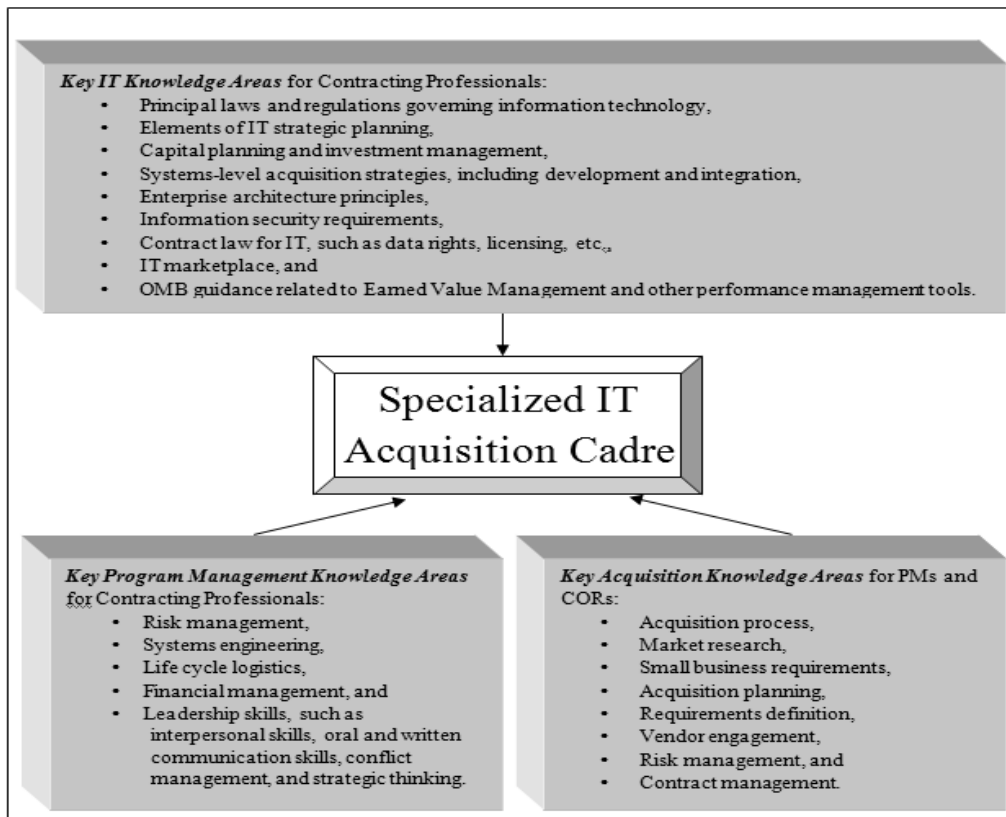 Key IT Knowledge Areas for Contracting Professionals:
• Principal laws and regulations governing information technology,
• Elements of IT strategic planning,
• Capital planning and investment management,
• Systems-level acquisition strategies, including development and integration,
• Enterprise architecture principles,
• Information security requirements,
• Contract law for IT, such as data rights, licensing, etc.,
• IT marketplace, and
• OMB guidance related to Earned Value Management and other performance management tools.
Specialized IT
Acquisition Cadre
Key Program Management Knowledge Areas
for Contracting Professionals:
• Risk management,
• Systems engineering,
• Life cycle logistics,
• Financial management, and
• Leadership skills, such as
interpersonal skills, oral and written
communication skills, conflict
management, and strategic thinking.
Key Acquisition Knowledge Areas for PMs and
CORs:
• Acquisition process,
• Market research,
• Small business requirements,
• Acquisition planning,
• Requirements definition,
• Vendor engagement,
• Risk management, and
• Contract management.